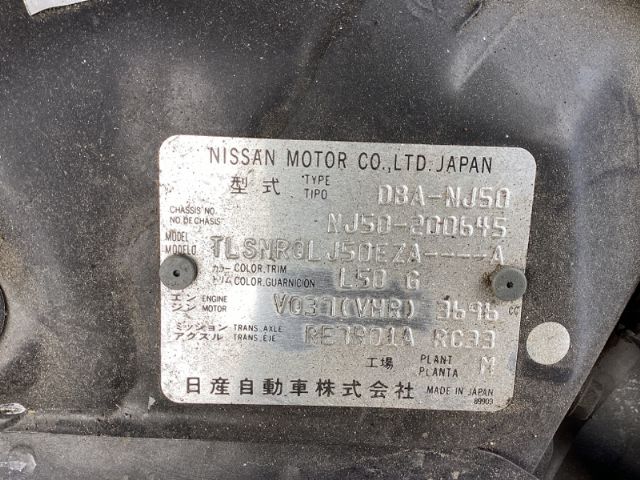 NISSAN MOTOR CO.,LTD. JAPAN
型式 TYPE TIPO DBA-NJ50
CHASSIS NO. NO.DE CHASIS NJ50-200645
MODEL MODELO TLSNR0LJ50EZA----A
カラー COLOR,TRIM
トリム COLOR,GUARNICION L50 G
エンジン ENGINE MOTOR VQ37(VHR) 3696 CC
ミッション TRANS. AXLE
アクスル TRANS. EJE RE7R01A RC33
工場 PLANT PLANTA M
日産自動車株式会社 MADE IN JAPAN
89903